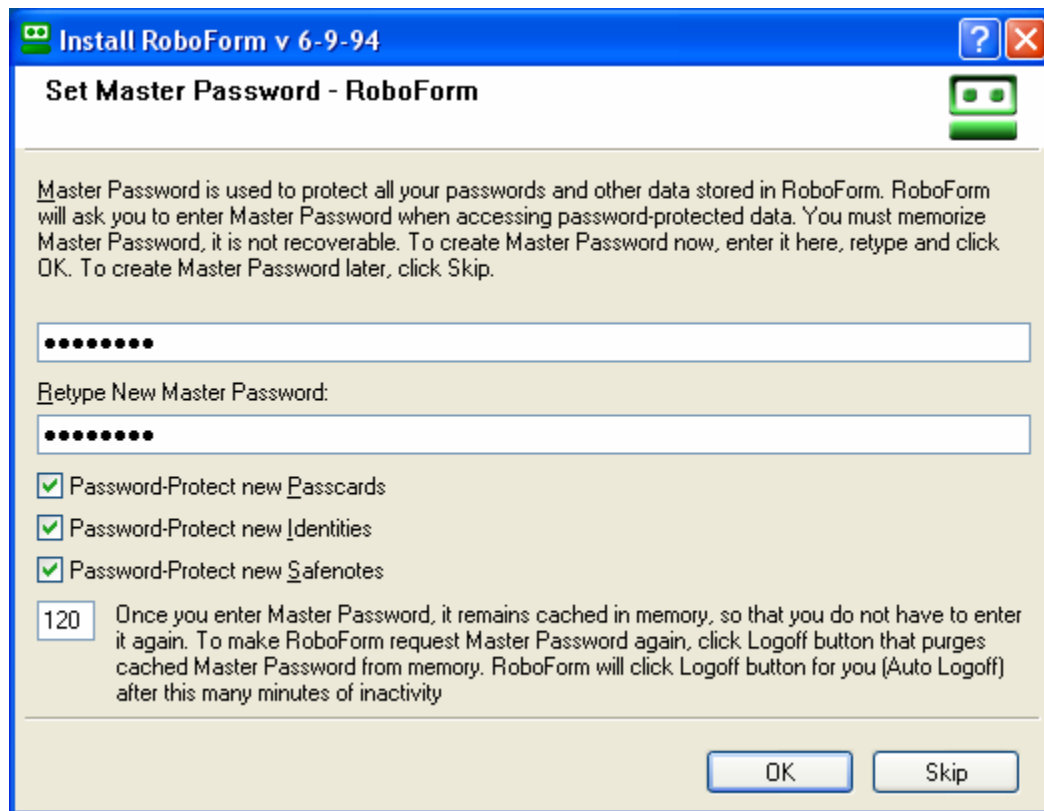 Install RoboForm v 6-9-94
Set Master Password - RoboForm
Master Password is used to protect all your passwords and other data stored in RoboForm. RoboForm
will ask you to enter Master Password when accessing password-protected data. You must memorize
Master Password, it is not recoverable. To create Master Password now, enter it here, retype and click
OK. To create Master Password later, click Skip.
••••••••
Retype New Master Password:
••••••••
Password-Protect new Passcards
Password-Protect new Identities
Password-Protect new Safenotes
120 Once you enter Master Password, it remains cached in memory, so that you do not have to enter
it again. To make RoboForm request Master Password again, click Logoff button that purges
cached Master Password from memory. RoboForm will click Logoff button for you (Auto Logoff)
after this many minutes of inactivity
OK Skip